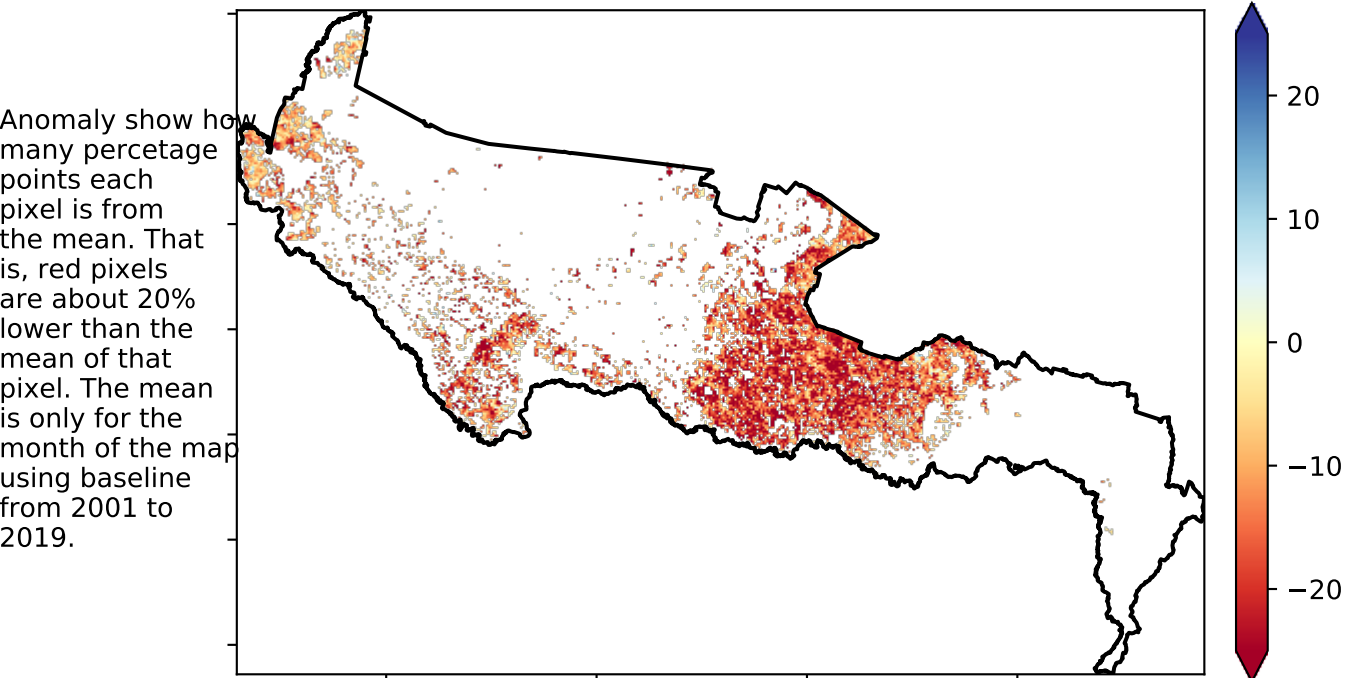 Anomaly show how
many percetage
points each
pixel is from
the mean. That
is, red pixels
are about 20%
lower than the
mean of that
pixel. The mean
is only for the
month of the map
using baseline
from 2001 to
2019.
20
10
0
−10
−20